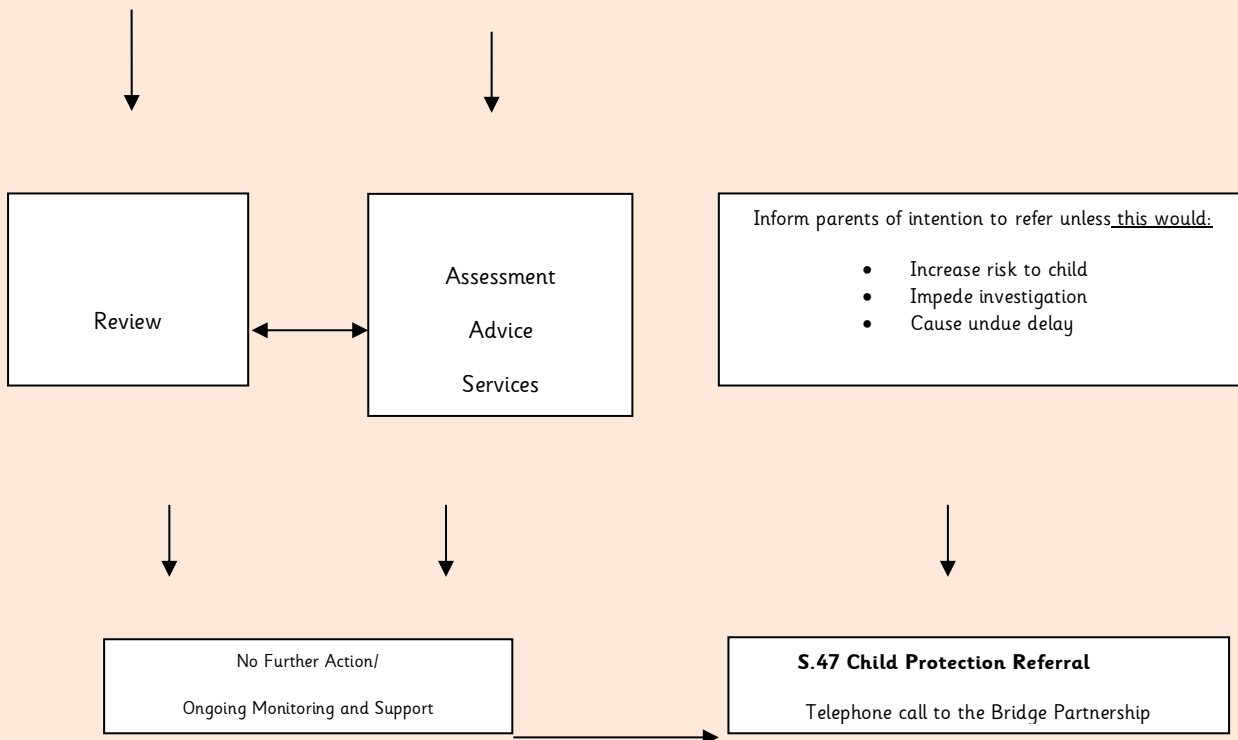 Review
Assessment
Advice
Services
Inform parents of intention to refer unless this would:
• Increase risk to child
• Impede investigation
• Cause undue delay
No Further Action/
Ongoing Monitoring and Support
S.47 Child Protection Referral
Telephone call to the Bridge Partnership